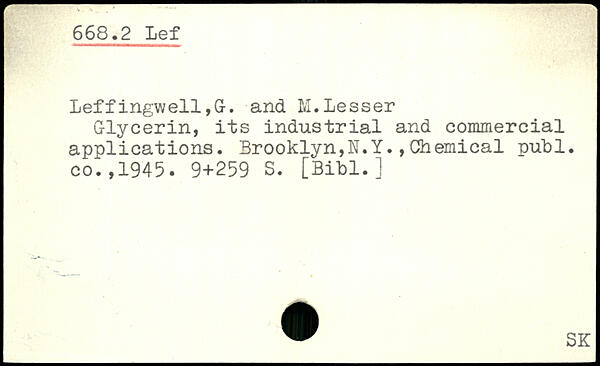 668.2 Lef
Leffingwell,G. and M.Lesser
Glycerin, its industrial and commercial
applications. Brooklyn,N.Y.,Chemical publ.
co.,1945. 9+259 S. [Bibl.]
SK